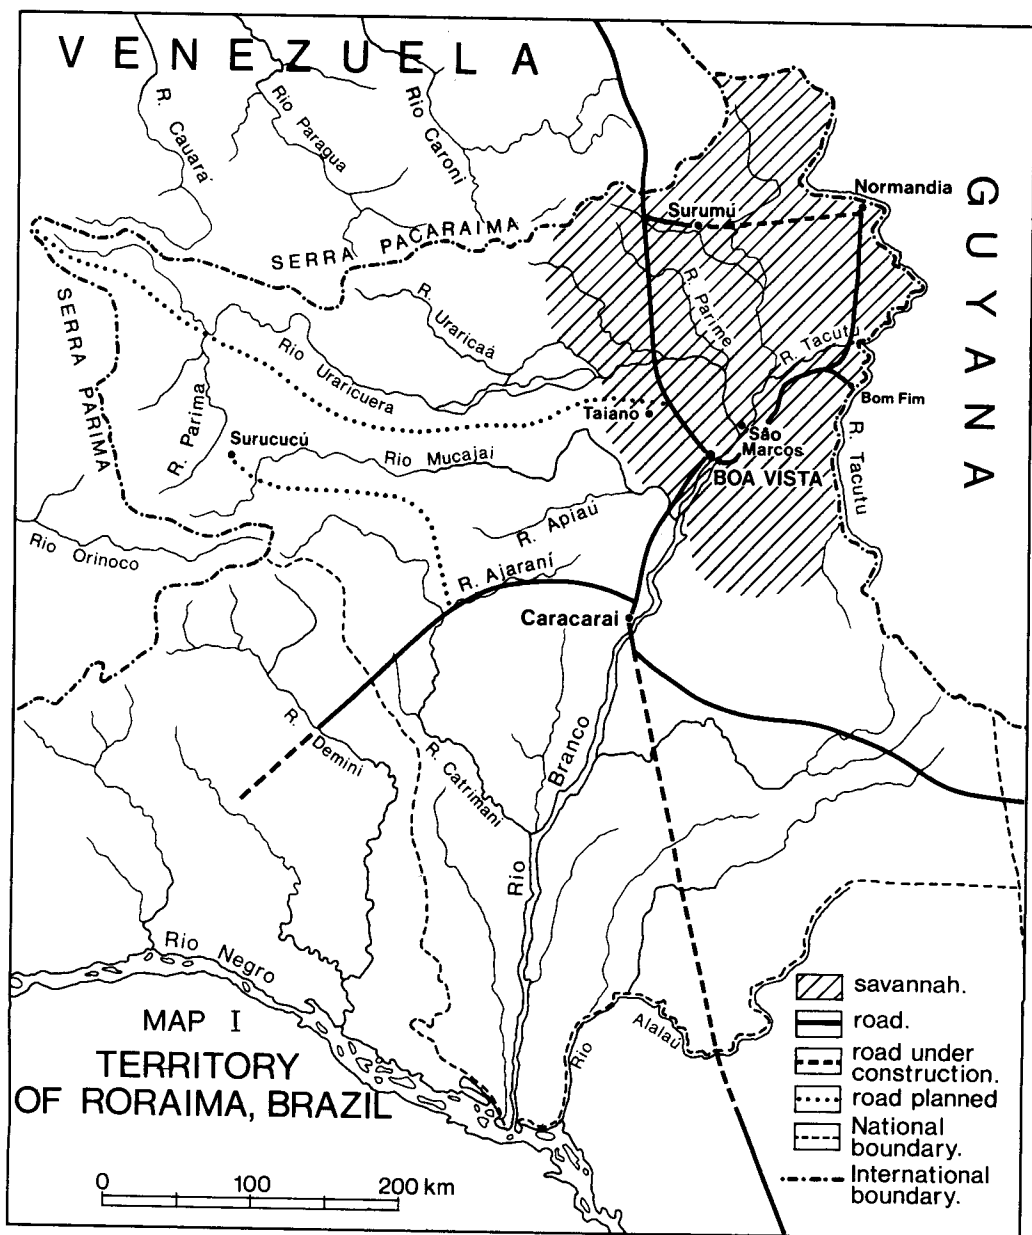 VENEZUELA
R. Cauará
Rio Paragua
Rio Caroni
GUYANA
Normandia
Surumú
SERRA PACARAIMA
SERRA PARIMA
R. Parime
R. Uraricaá
R. Tacutu
Rio Uraricuera
Bom Fim
Taiano
R. Parima
Surucucú
São
Marcos
R. Tacutu
Rio Mucajaí
BOA VISTA
R. Apiaú
Rio Orinoco
R. Ajaraní
Caracarai
R. Demini
R. Catrimani
Rio Branco
Rio Negro
Rio Alalaú
MAP I
TERRITORY
OF RORAIMA, BRAZIL
0 100 200 km
savannah.
road.
road under
construction.
road planned
National
boundary.
International
boundary.